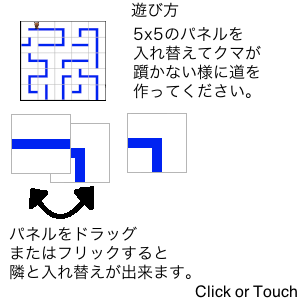 遊び方
5x5のパネルを
入れ替えてクマが
躓かない様に道を
作ってください。
パネルをドラッグ
またはフリックすると
隣と入れ替えが出来ます。
Click or Touch